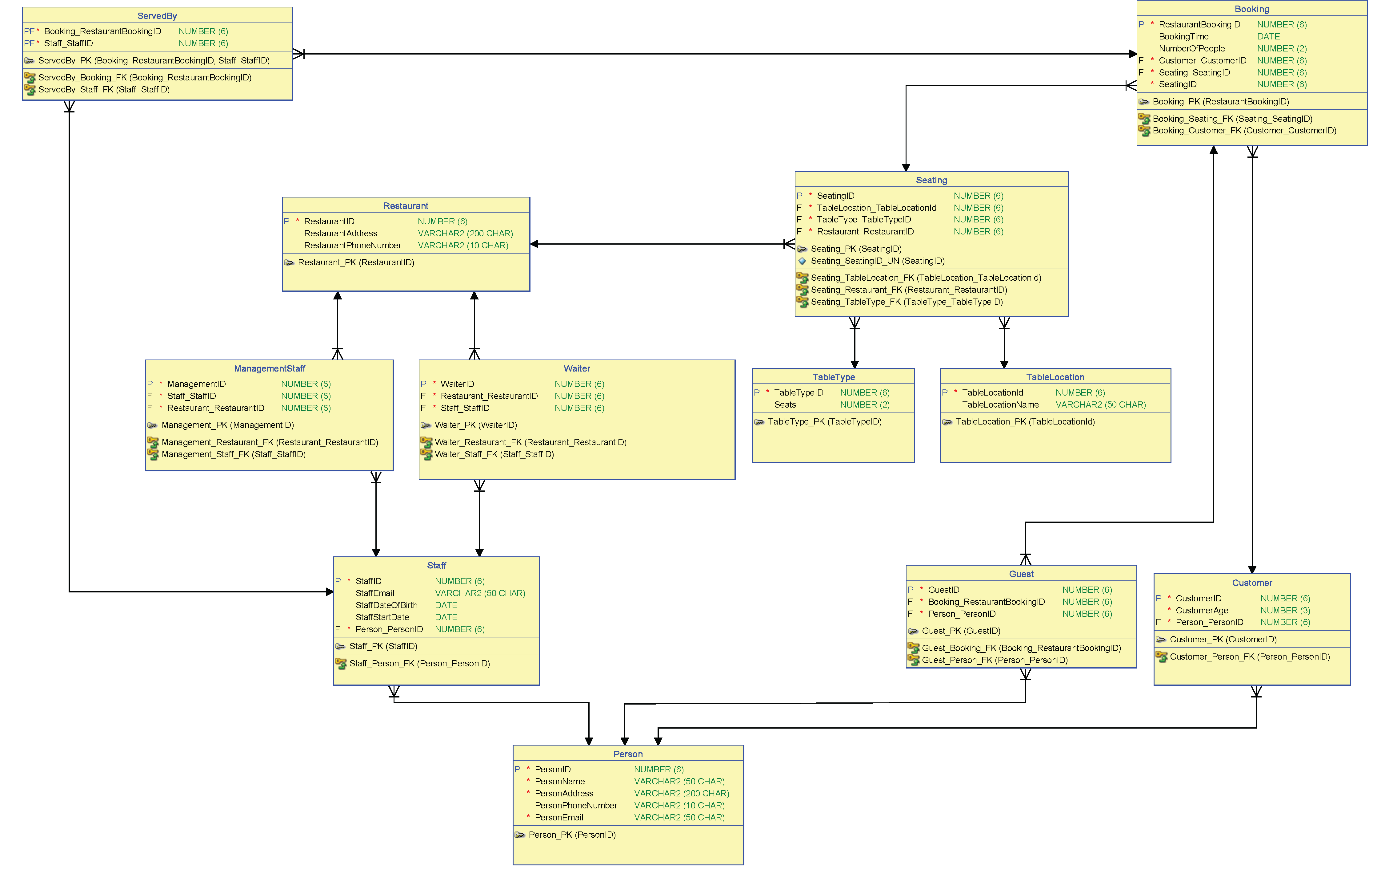 ServedBy
PF * Booking_RestaurantBookingID NUMBER (6)
PF * Staff_StaffID NUMBER (6)
ServedBy_PK (Booking_RestaurantBookingID, Staff_StaffID)
ServedBy_Booking_FK (Booking_RestaurantBookingID)
ServedBy_Staff_FK (Staff_StaffID)
Booking
P * RestaurantBookingID NUMBER (6)
BookingTime DATE
NumberOfPeople NUMBER (2)
F * Customer_CustomerID NUMBER (6)
F * Seating_SeatingID NUMBER (6)
* SeatingID NUMBER (6)
Booking_PK (RestaurantBookingID)
Booking_Seating_FK (Seating_SeatingID)
Booking_Customer_FK (Customer_CustomerID)
Seating
P * SeatingID NUMBER (6)
F * TableLocation_TableLocationId NUMBER (6)
F * TableType_TableTypeID NUMBER (6)
F * Restaurant_RestaurantID NUMBER (6)
Seating_PK (SeatingID)
Seating_SeatingID_UN (SeatingID)
Seating_TableLocation_FK (TableLocation_TableLocationId)
Seating_Restaurant_FK (Restaurant_RestaurantID)
Seating_TableType_FK (TableType_TableTypeID)
Restaurant
P * RestaurantID NUMBER (6)
RestaurantAddress VARCHAR2 (200 CHAR)
RestaurantPhoneNumber VARCHAR2 (10 CHAR)
Restaurant_PK (RestaurantID)
ManagementStaff
P * ManagementID NUMBER (6)
F * Staff_StaffID NUMBER (6)
F * Restaurant_RestaurantID NUMBER (6)
Management_PK (ManagementID)
Management_Restaurant_FK (Restaurant_RestaurantID)
Management_Staff_FK (Staff_StaffID)
Waiter
P * WaiterID NUMBER (6)
F * Restaurant_RestaurantID NUMBER (6)
F * Staff_StaffID NUMBER (6)
Waiter_PK (WaiterID)
Waiter_Restaurant_FK (Restaurant_RestaurantID)
Waiter_Staff_FK (Staff_StaffID)
TableType
P * TableTypeID NUMBER (6)
Seats NUMBER (2)
TableType_PK (TableTypeID)
TableLocation
P * TableLocationId NUMBER (6)
TableLocationName VARCHAR2 (50 CHAR)
TableLocation_PK (TableLocationId)
Staff
P * StaffID NUMBER (6)
StaffEmail VARCHAR2 (50 CHAR)
StaffDateOfBirth DATE
StaffStartDate DATE
F * Person_PersonID NUMBER (6)
Staff_PK (StaffID)
Staff_Person_FK (Person_PersonID)
Guest
P * GuestID NUMBER (6)
F * Booking_RestaurantBookingID NUMBER (6)
F * Person_PersonID NUMBER (6)
Guest_PK (GuestID)
Guest_Booking_FK (Booking_RestaurantBookingID)
Guest_Person_FK (Person_PersonID)
Customer
P * CustomerID NUMBER (6)
* CustomerAge NUMBER (3)
F * Person_PersonID NUMBER (6)
Customer_PK (CustomerID)
Customer_Person_FK (Person_PersonID)
Person
P * PersonID NUMBER (6)
* PersonName VARCHAR2 (50 CHAR)
* PersonAddress VARCHAR2 (200 CHAR)
PersonPhoneNumber VARCHAR2 (10 CHAR)
* PersonEmail VARCHAR2 (50 CHAR)
Person_PK (PersonID)